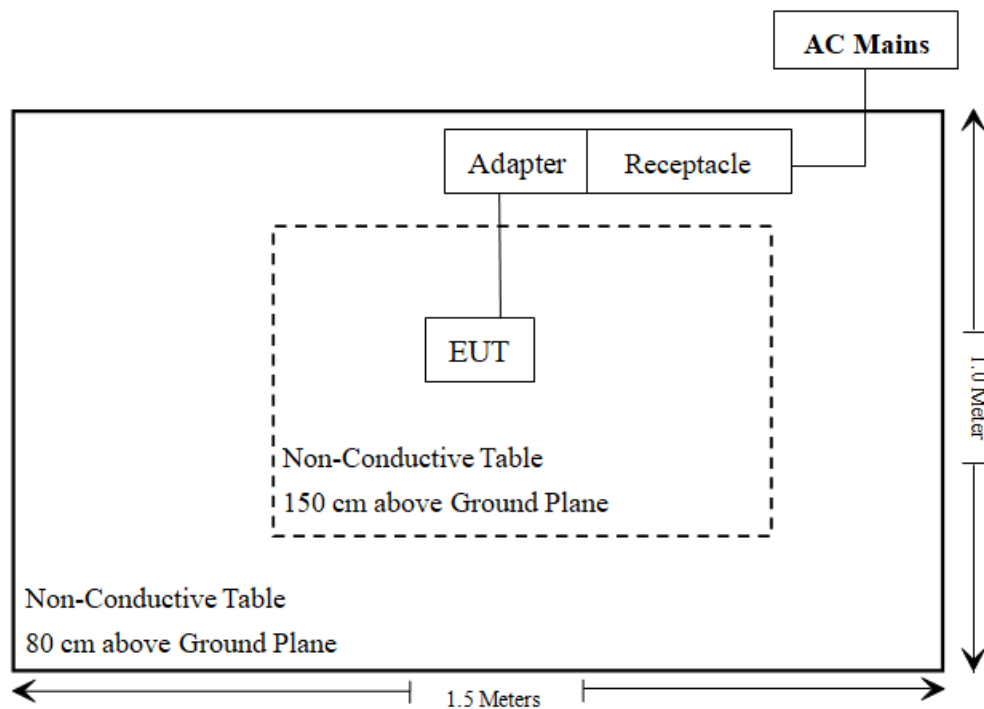 AC Mains
Adapter
Receptacle
EUT
Non-Conductive Table
150 cm above Ground Plane
Non-Conductive Table
80 cm above Ground Plane
1.0 Meter
1.5 Meters